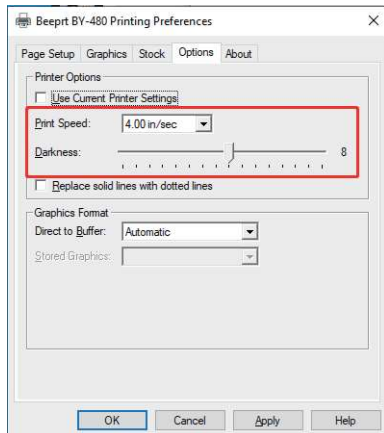 Beeprt BY-480 Printing Preferences
Page Setup Graphics Stock Options About
Printer Options
Use Current Printer Settings
Print Speed: 4.00 in/sec
Darkness: 8
Replace solid lines with dotted lines
Graphics Format
Direct to Buffer: Automatic
Stored Graphics:
OK Cancel Apply Help